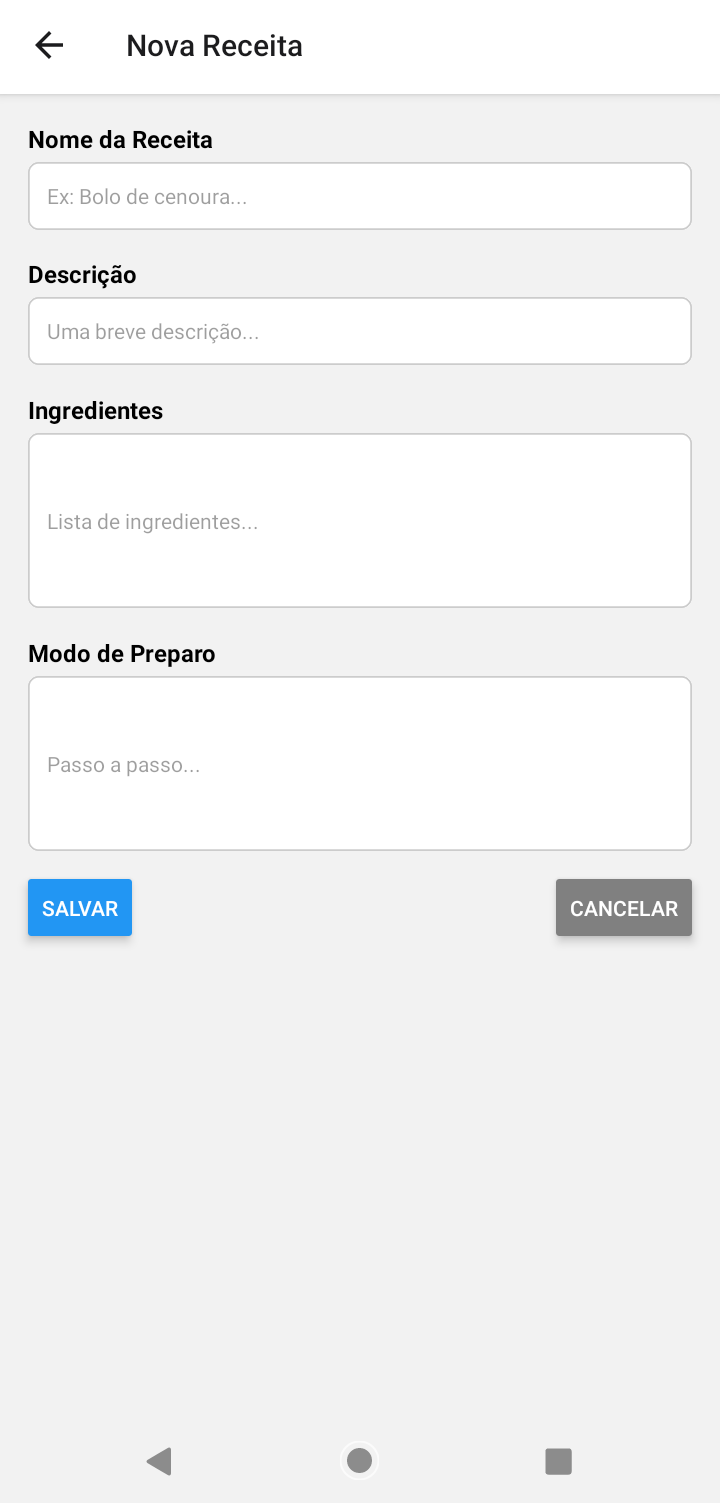 Nova Receita
Nome da Receita
Ex: Bolo de cenoura...
Descrição
Uma breve descrição...
Ingredientes
Lista de ingredientes...
Modo de Preparo
Passo a passo...
SALVAR
CANCELAR